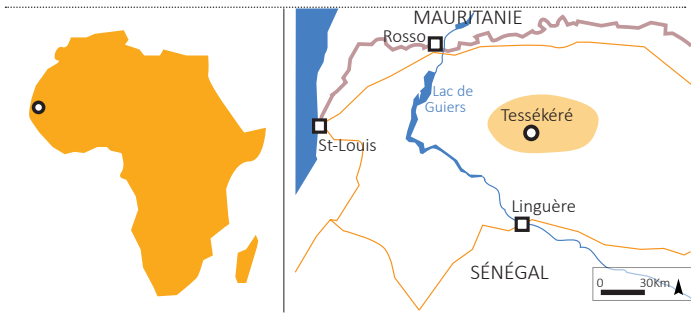 MAURITANIE
Rosso
Lac de
Guiers
Tessékéré
St-Louis
Linguère
SÉNÉGAL
0 30Km